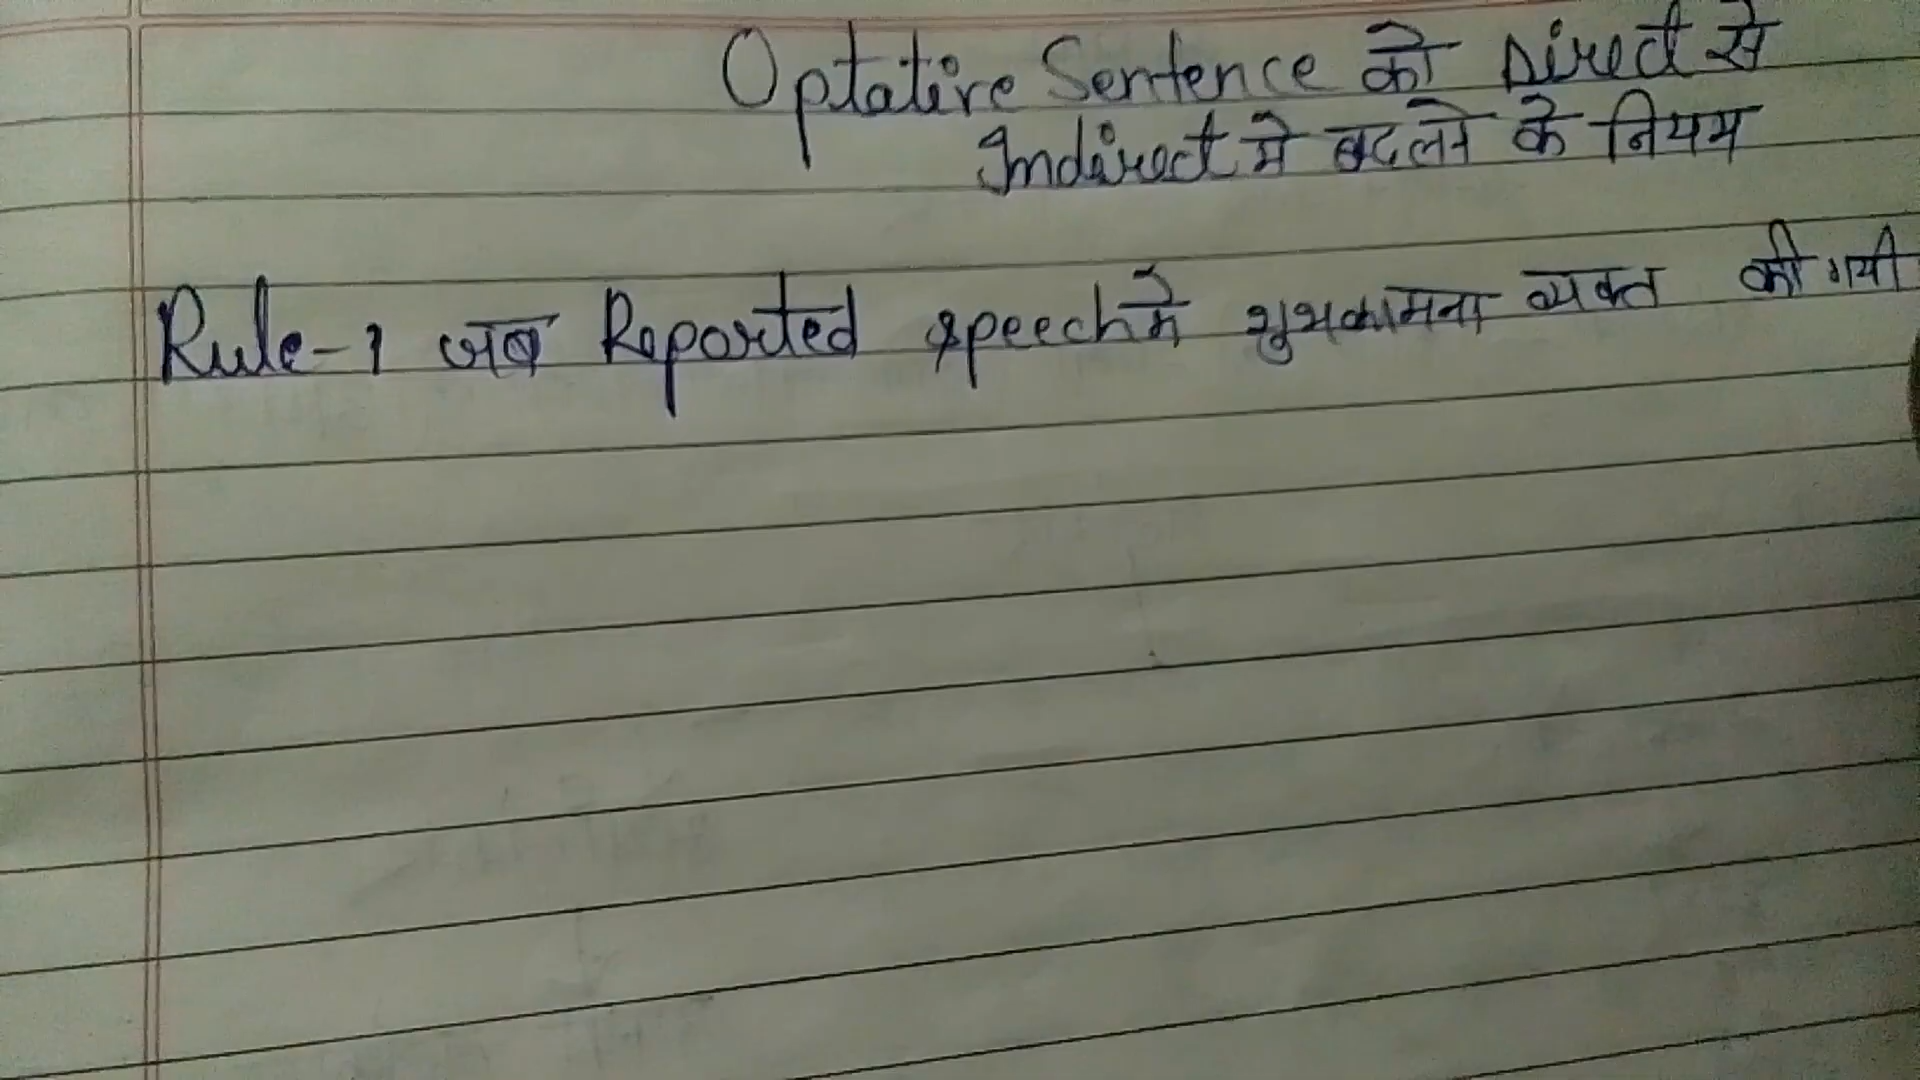 Optative Sentence को Direct से
Indirect मे बदलने के नियम
Rule-1 जब Reported speech मे शुभकामना व्यक्त की गयी